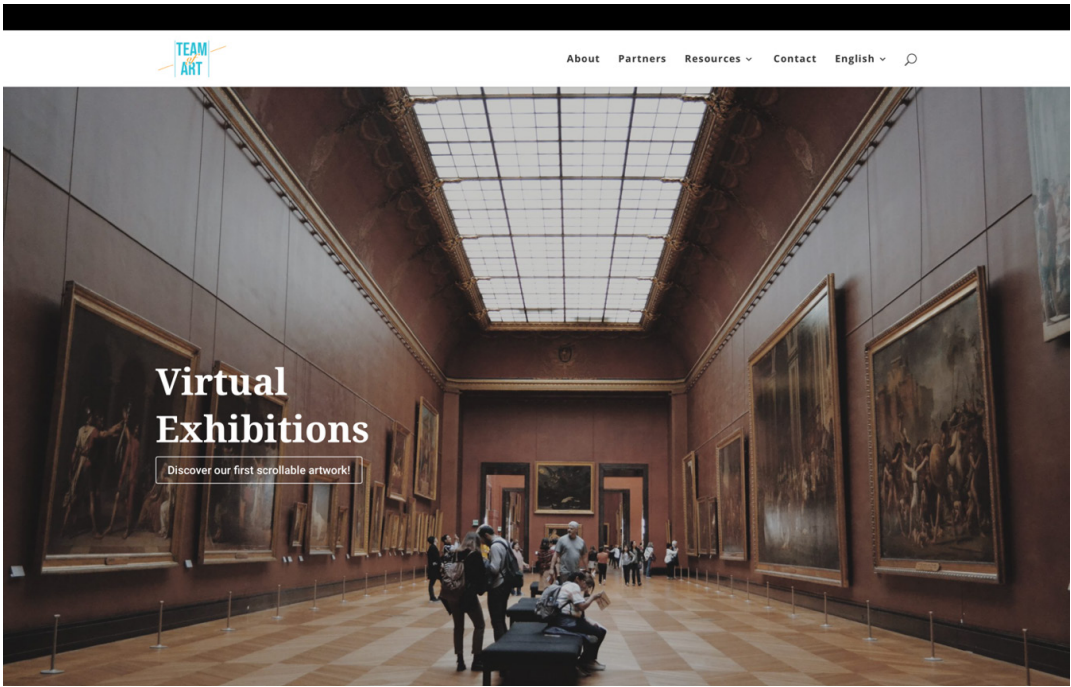 TEAM
of
ART
About Partners Resources Contact English
Virtual
Exhibitions
Discover our first scrollable artwork!